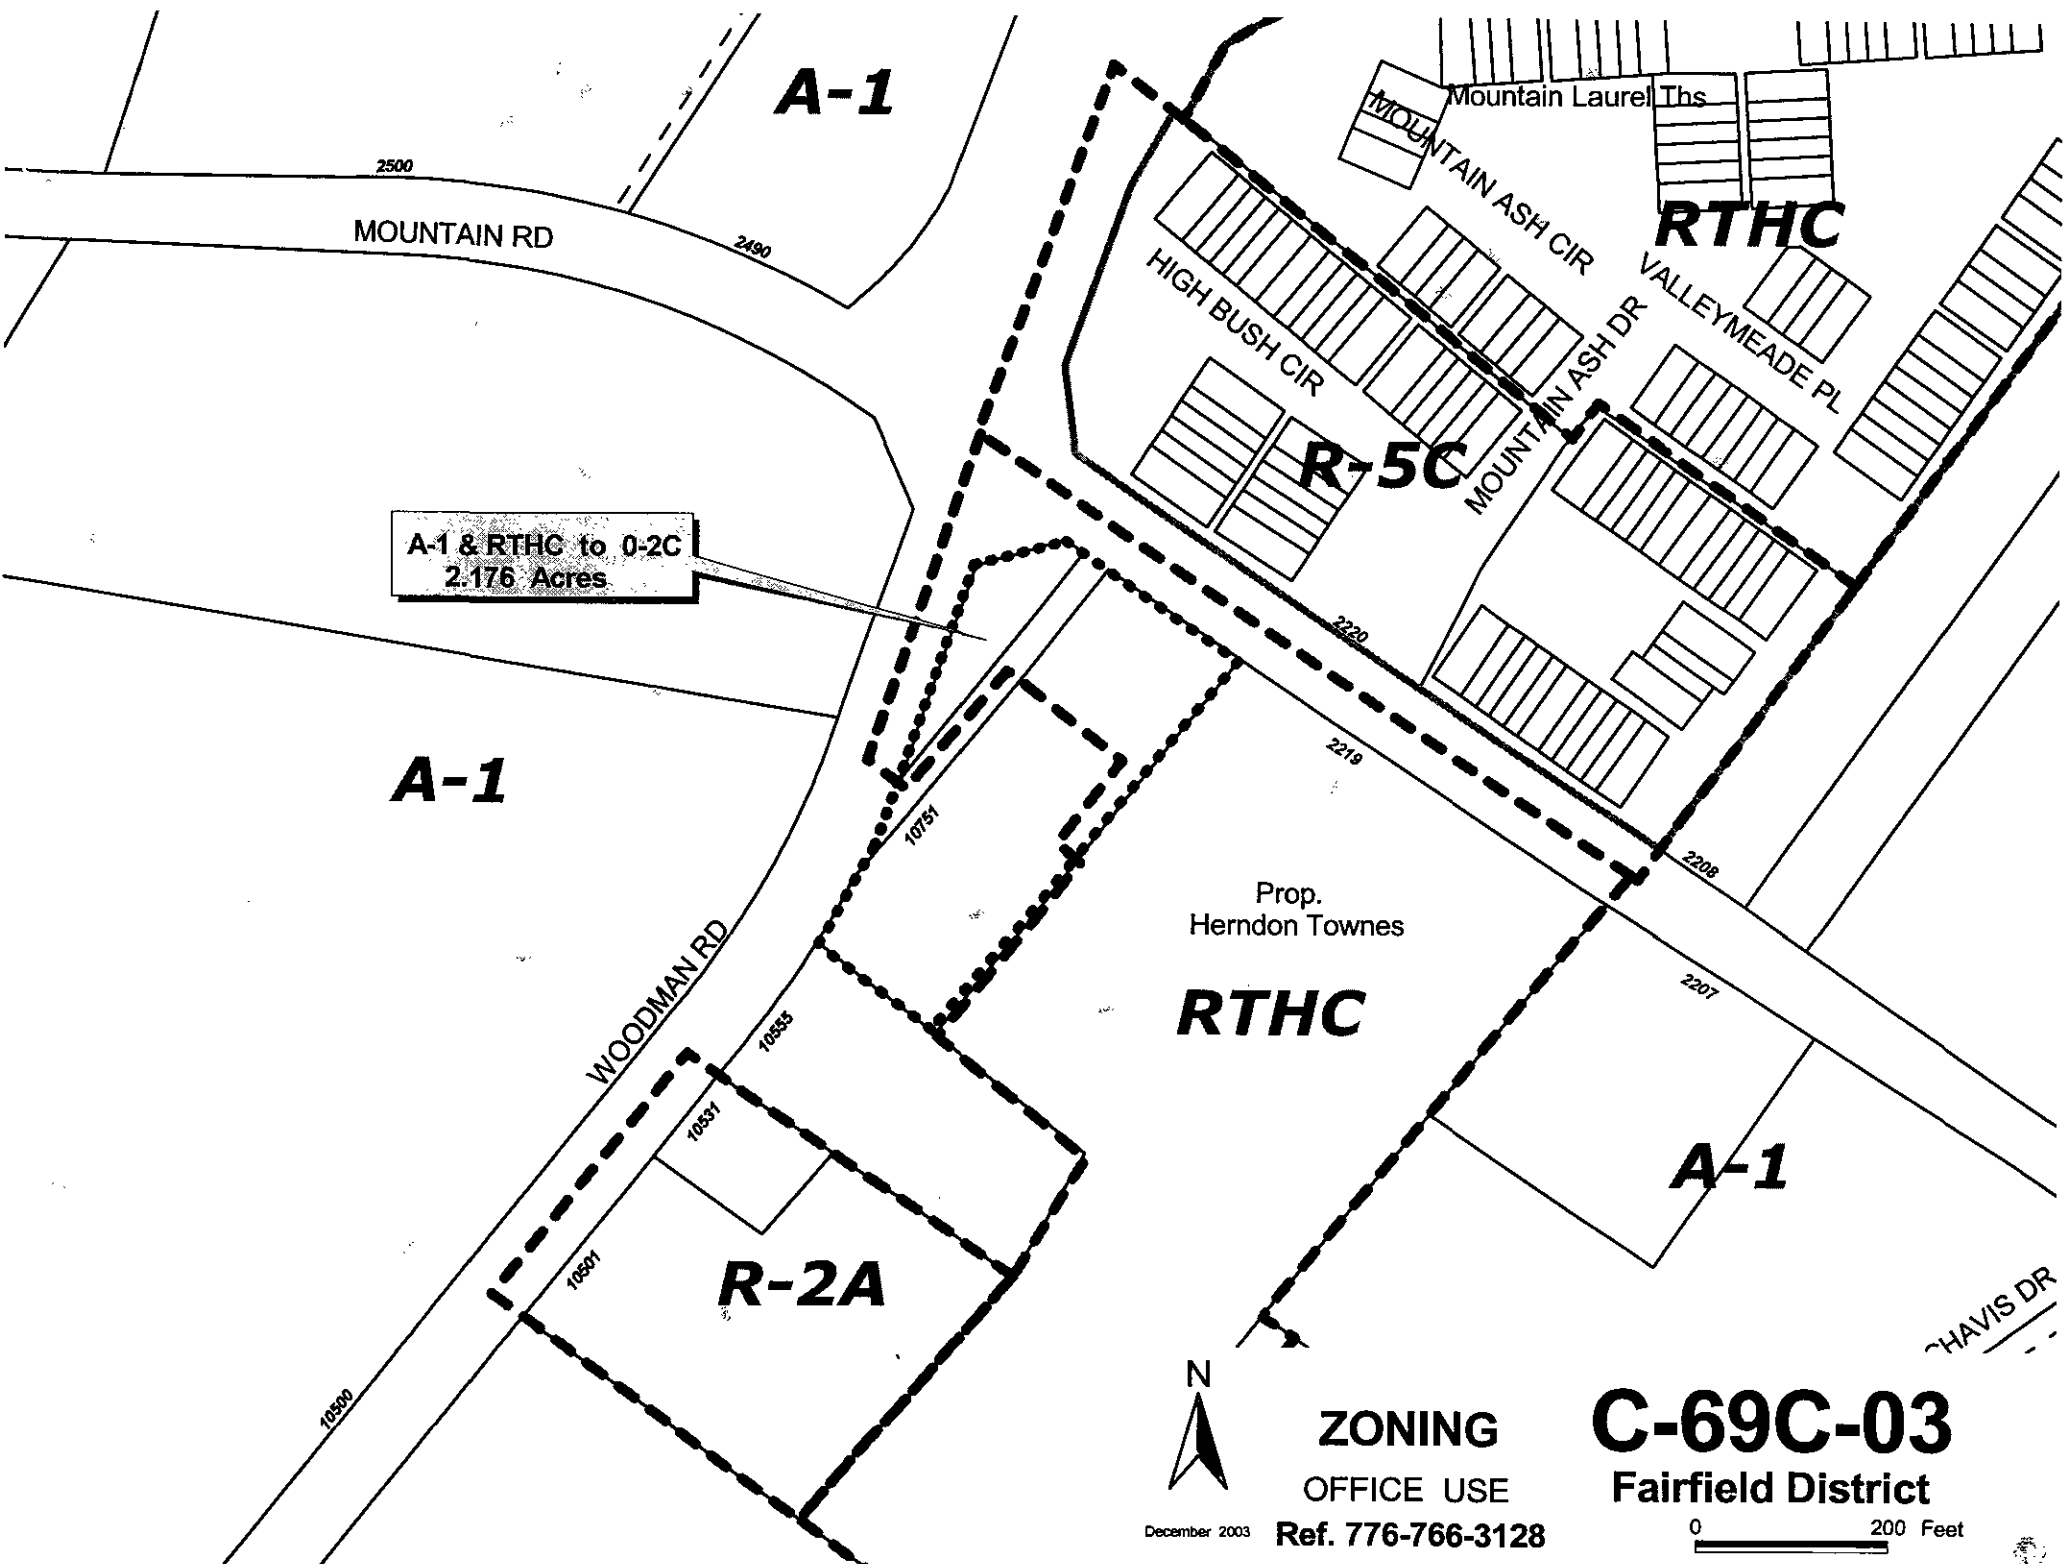 A-1
Mountain Laurel Ths
MOUNTAIN ASH CIR
2500
RTHC
MOUNTAIN RD
2490
HIGH BUSH CIR
VALLEYMEADE PL
MOUNTAIN ASH DR
R-5C
A-1 & RTHC to 0-2C
2.176 Acres
2220
A-1
2219
10751
2208
Prop.
Herndon Townes
WOODMAN RD
2207
RTHC
10555
10531
A-1
10501
R-2A
CHAVIS DR
10500
N
ZONING
OFFICE USE
December 2003
Ref. 776-766-3128
C-69C-03
Fairfield District
0 200 Feet